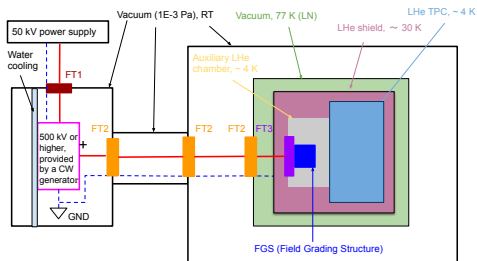 50 kV power supply
Vacuum (1E-3 Pa), RT
Vacuum, 77 K (LN)
LHe TPC, ~ 4 K
LHe shield, ~ 30 K
Water
cooling
FT1
Auxiliary LHe
chamber, ~ 4 K
500 kV or
higher,
provided
by a CW
generator
+
FT2
FT2
FT2
FT3
GND
FGS (Field Grading Structure)